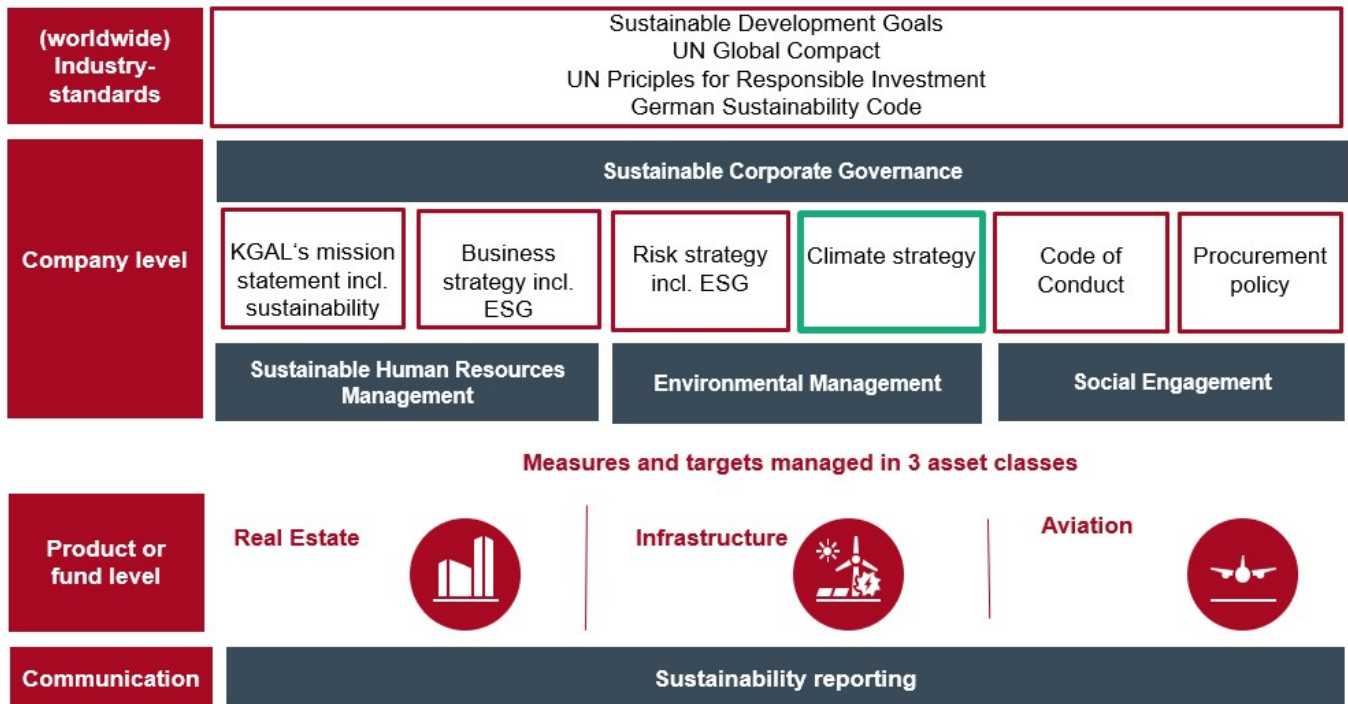 (worldwide)
Industry-
standards
Sustainable Development Goals
UN Global Compact
UN Priciples for Responsible Investment
German Sustainability Code
Company level
Sustainable Corporate Governance
KGAL‘s mission
statement incl.
sustainability
Business
strategy incl.
ESG
Risk strategy
incl. ESG
Climate strategy
Code of
Conduct
Procurement
policy
Sustainable Human Resources
Management
Environmental Management
Social Engagement
Measures and targets managed in 3 asset classes
Product or
fund level
Real Estate
Infrastructure
Aviation
Communication
Sustainability reporting